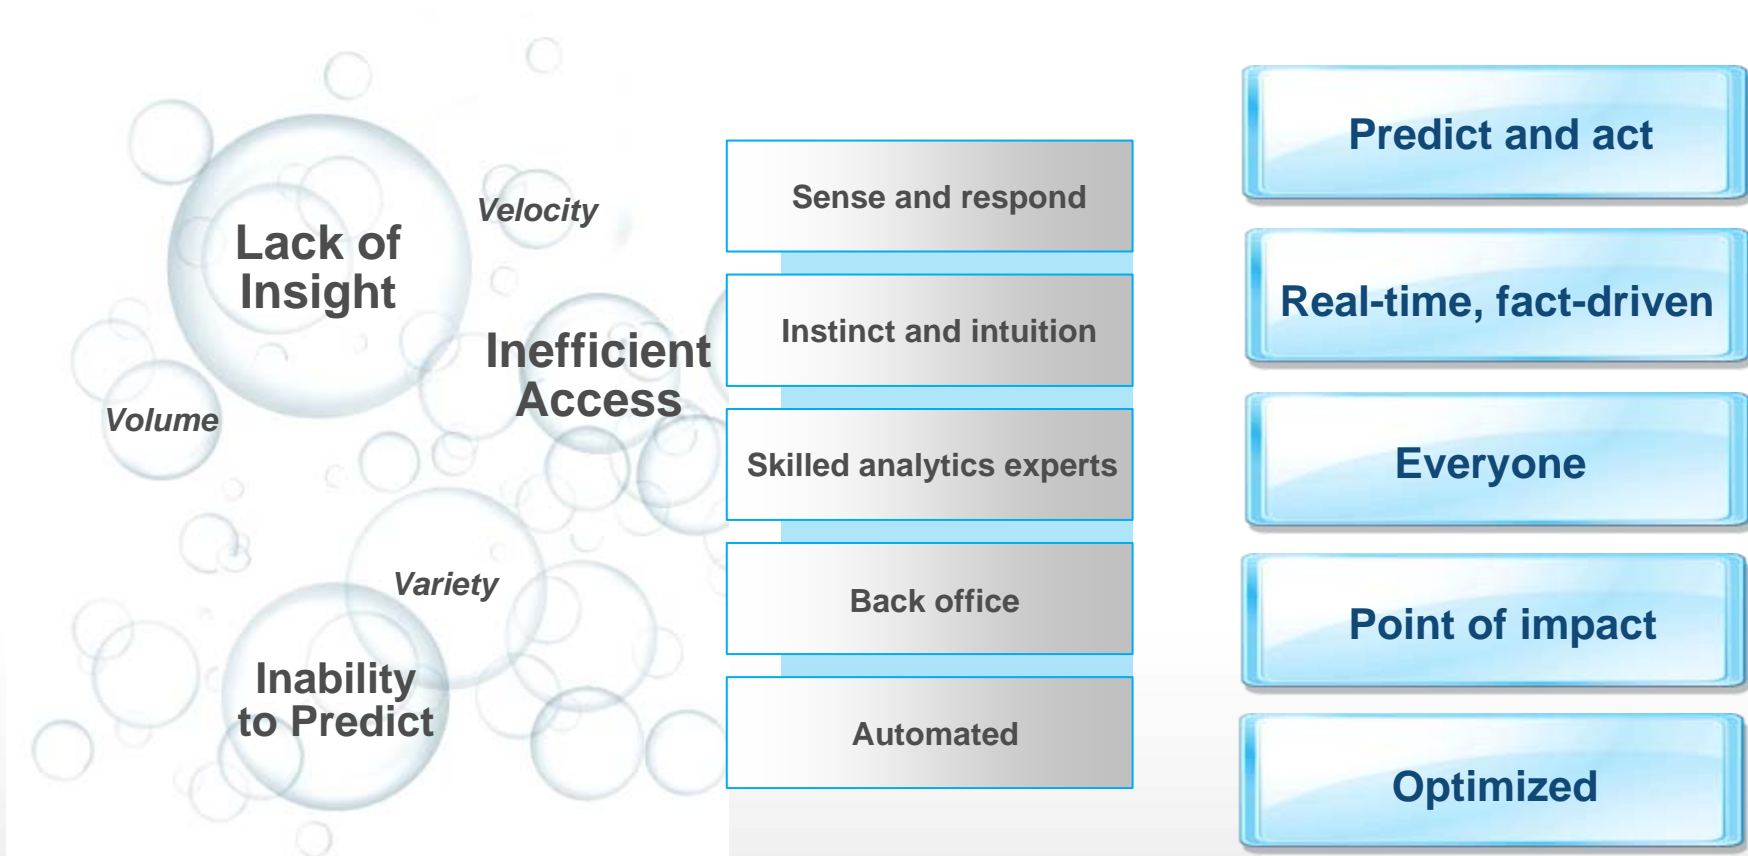 Lack of
Insight
Velocity
Inefficient
Access
Volume
Variety
Inability
to Predict
Sense and respond
Instinct and intuition
Skilled analytics experts
Back office
Automated
Predict and act
Real-time, fact-driven
Everyone
Point of impact
Optimized